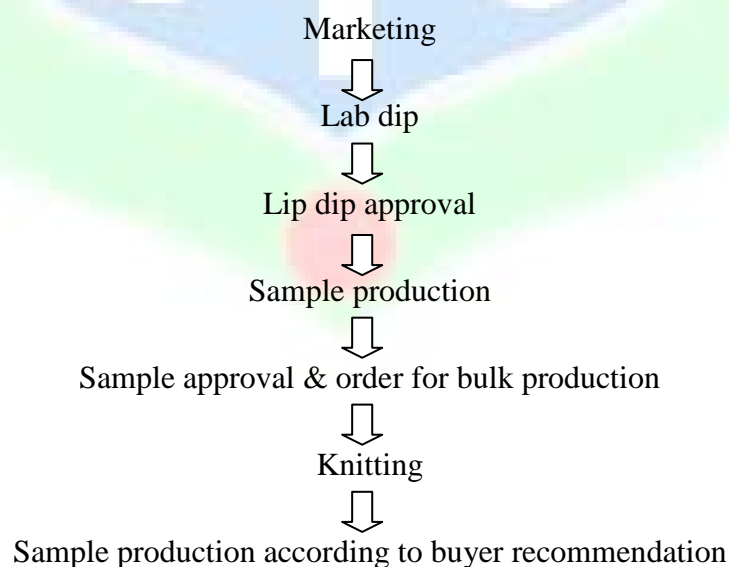 Marketing
Lab dip
Lip dip approval
Sample production
Sample approval & order for bulk production
Knitting
Sample production according to buyer recommendation